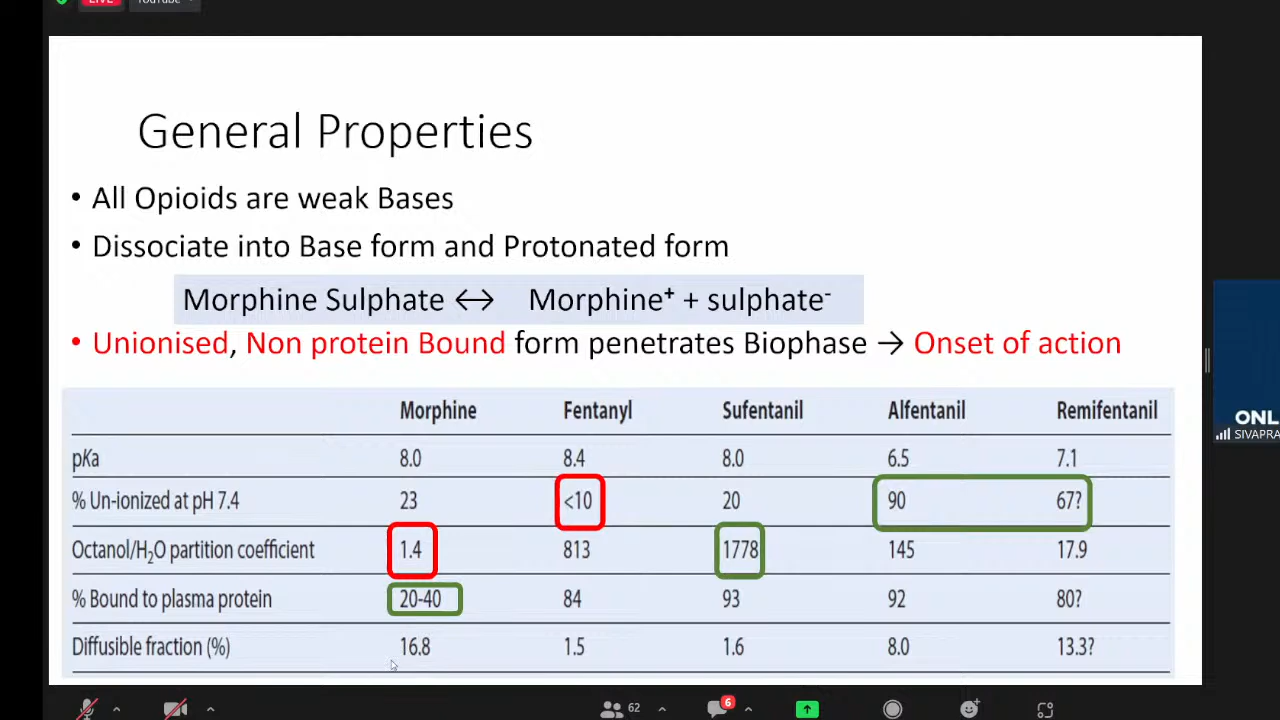 LIVE
YouTube
General Properties
• All Opioids are weak Bases
• Dissociate into Base form and Protonated form
Morphine Sulphate ↔ Morphine⁺ + sulphate⁻
• Unionised, Non protein Bound form penetrates Biophase → Onset of action
Morphine Fentanyl Sufentanil Alfentanil Remifentanil
pKa 8.0 8.4 8.0 6.5 7.1
% Un-ionized at pH 7.4 23 <10 20 90 67?
Octanol/H₂O partition coefficient 1.4 813 1778 145 17.9
% Bound to plasma protein 20-40 84 93 92 80?
Diffusible fraction (%) 16.8 1.5 1.6 8.0 13.3?
ONL
SIVAPRA
62
6